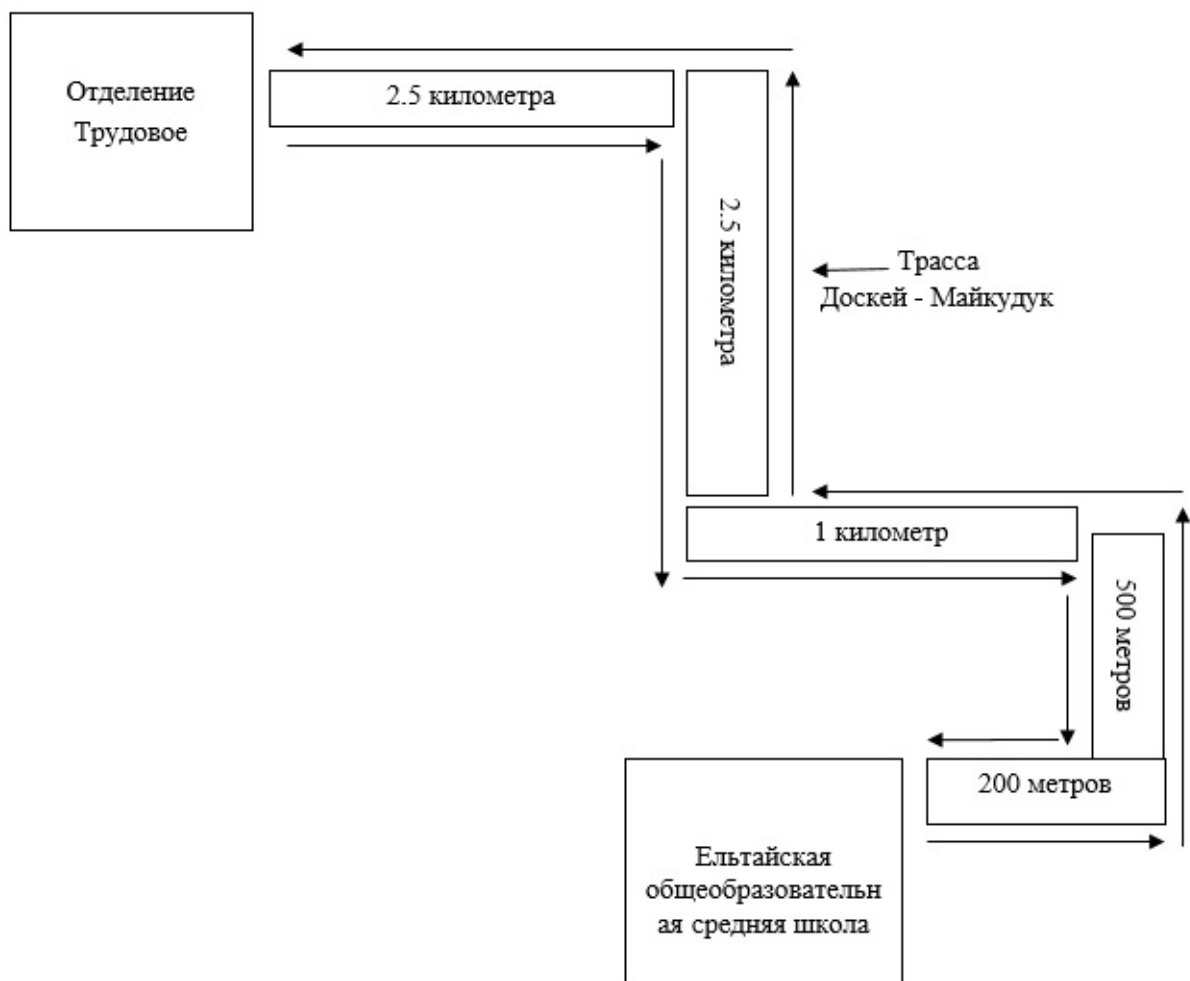 Отделение
Трудовое
2.5 километра
2.5 километра
Трасса
Доскей - Майкудук
1 километр
500 метров
200 метров
Ельтайская
общеобразовательн
ая средняя школа